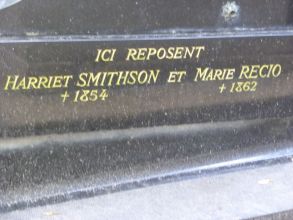 ICI REPOSENT
HARRIET SMITHSON ET MARIE RECIO
† 1854 † 1862